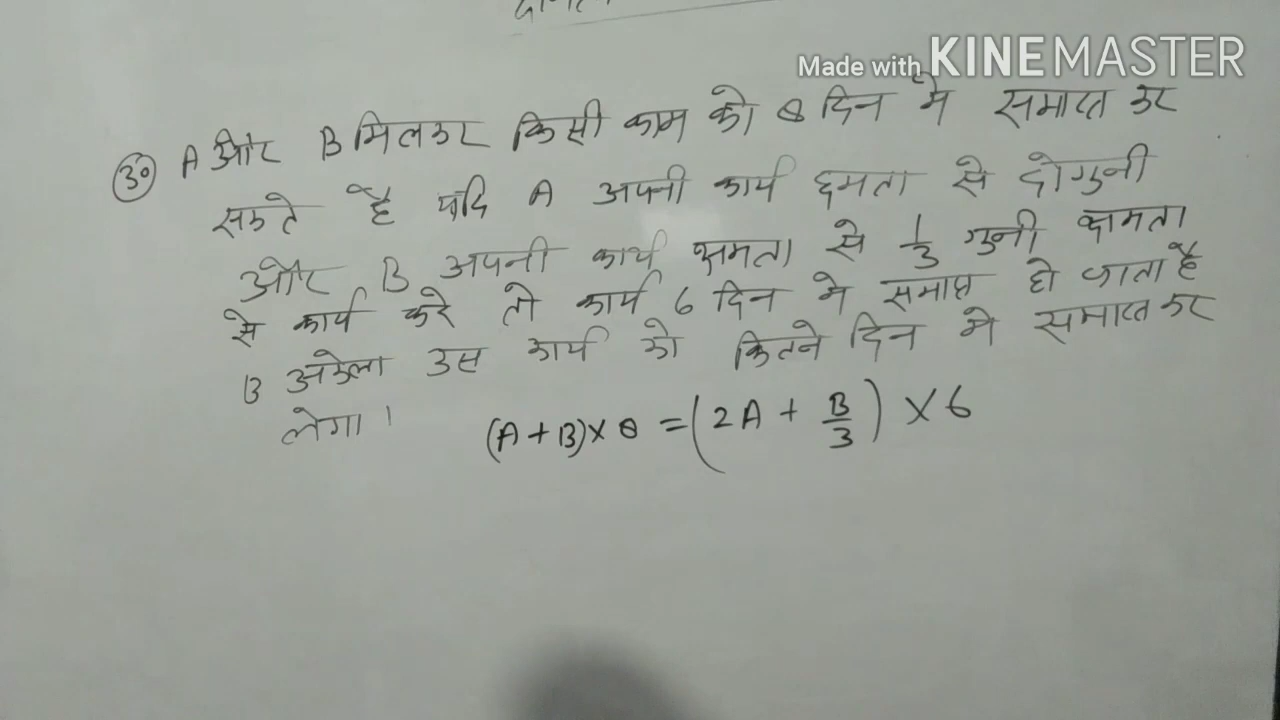 Made with KINEMASTER
(30) A और B मिलकर किसी काम को 8 दिन में समाप्त कर
सकते है यदि A अपनी कार्य छमता से दोगुनी
और B अपनी कार्य क्षमता से 1/3 गुनी क्षमता
से कार्य करे तो कार्य 6 दिन में समाप्त हो जाता है
B अकेला उस कार्य को कितने दिन में समाप्त कर
लेगा।
(A + B) × 8 = (2A + B/3) × 6